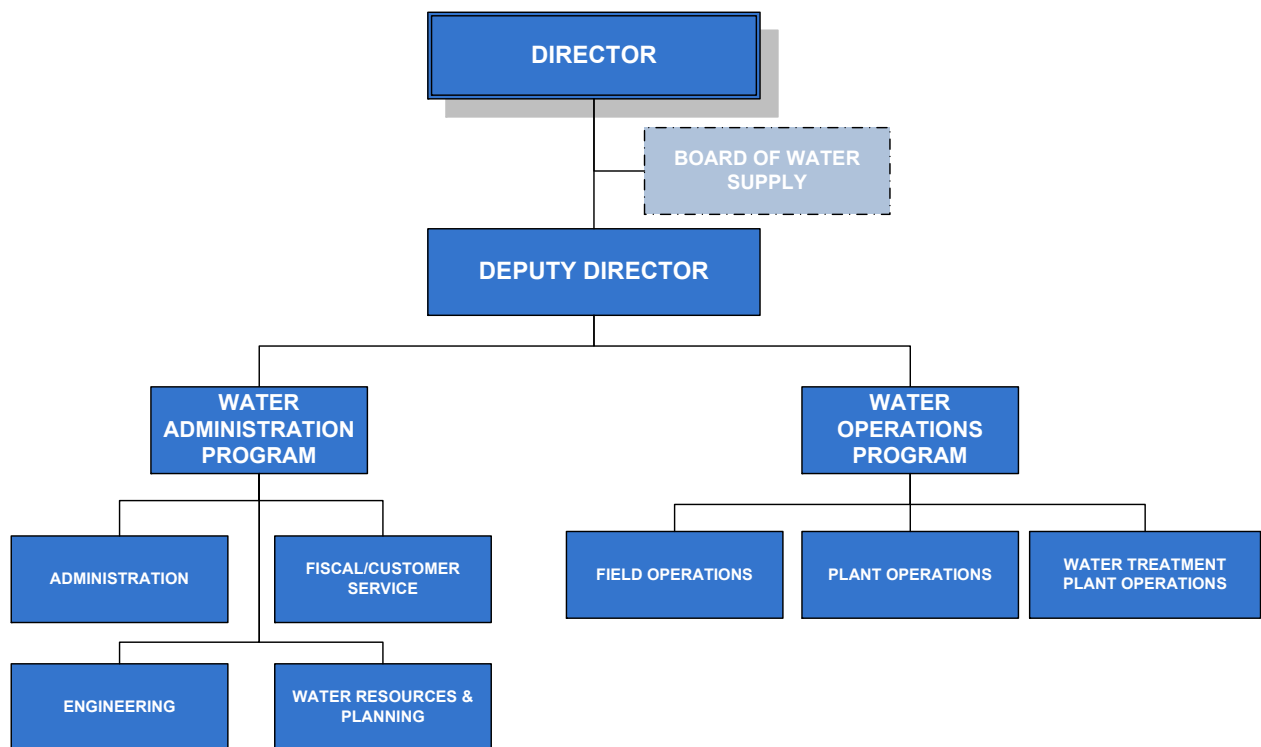 DIRECTOR
BOARD OF WATER
SUPPLY
DEPUTY DIRECTOR
WATER
ADMINISTRATION
PROGRAM
WATER
OPERATIONS
PROGRAM
ADMINISTRATION
FISCAL/CUSTOMER
SERVICE
FIELD OPERATIONS
PLANT OPERATIONS
WATER TREATMENT
PLANT OPERATIONS
ENGINEERING
WATER RESOURCES &
PLANNING